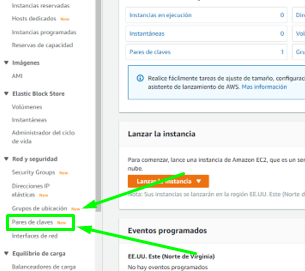 Instancias reservadas
Hosts dedicados New
Instancias programadas
Reservas de capacidad
Imágenes
AMI
Elastic Block Store
Volúmenes
Instantáneas
Administrador del ciclo
de vida
Red y seguridad
Security Groups New
Direcciones IP
elásticas New
Grupos de ubicación New
Pares de claves New
Interfaces de red
Equilibrio de carga
Balanceadores de carga
Instancias en ejecución 0
Instantáneas 0
Vol
Pares de claves 1
Realice fácilmente tareas de ajuste de tamaño, configurac
asistente de lanzamiento de AWS. Más información
Lanzar la instancia
Para comenzar, lance una instancia de Amazon EC2, que es un ser
nube.
Lanzar la instancia
Nota: Sus instancias se lanzarán en la región EE.UU. Este (Norte d
Eventos programados
EE.UU. Este (Norte de Virginia)
No hay eventos programados